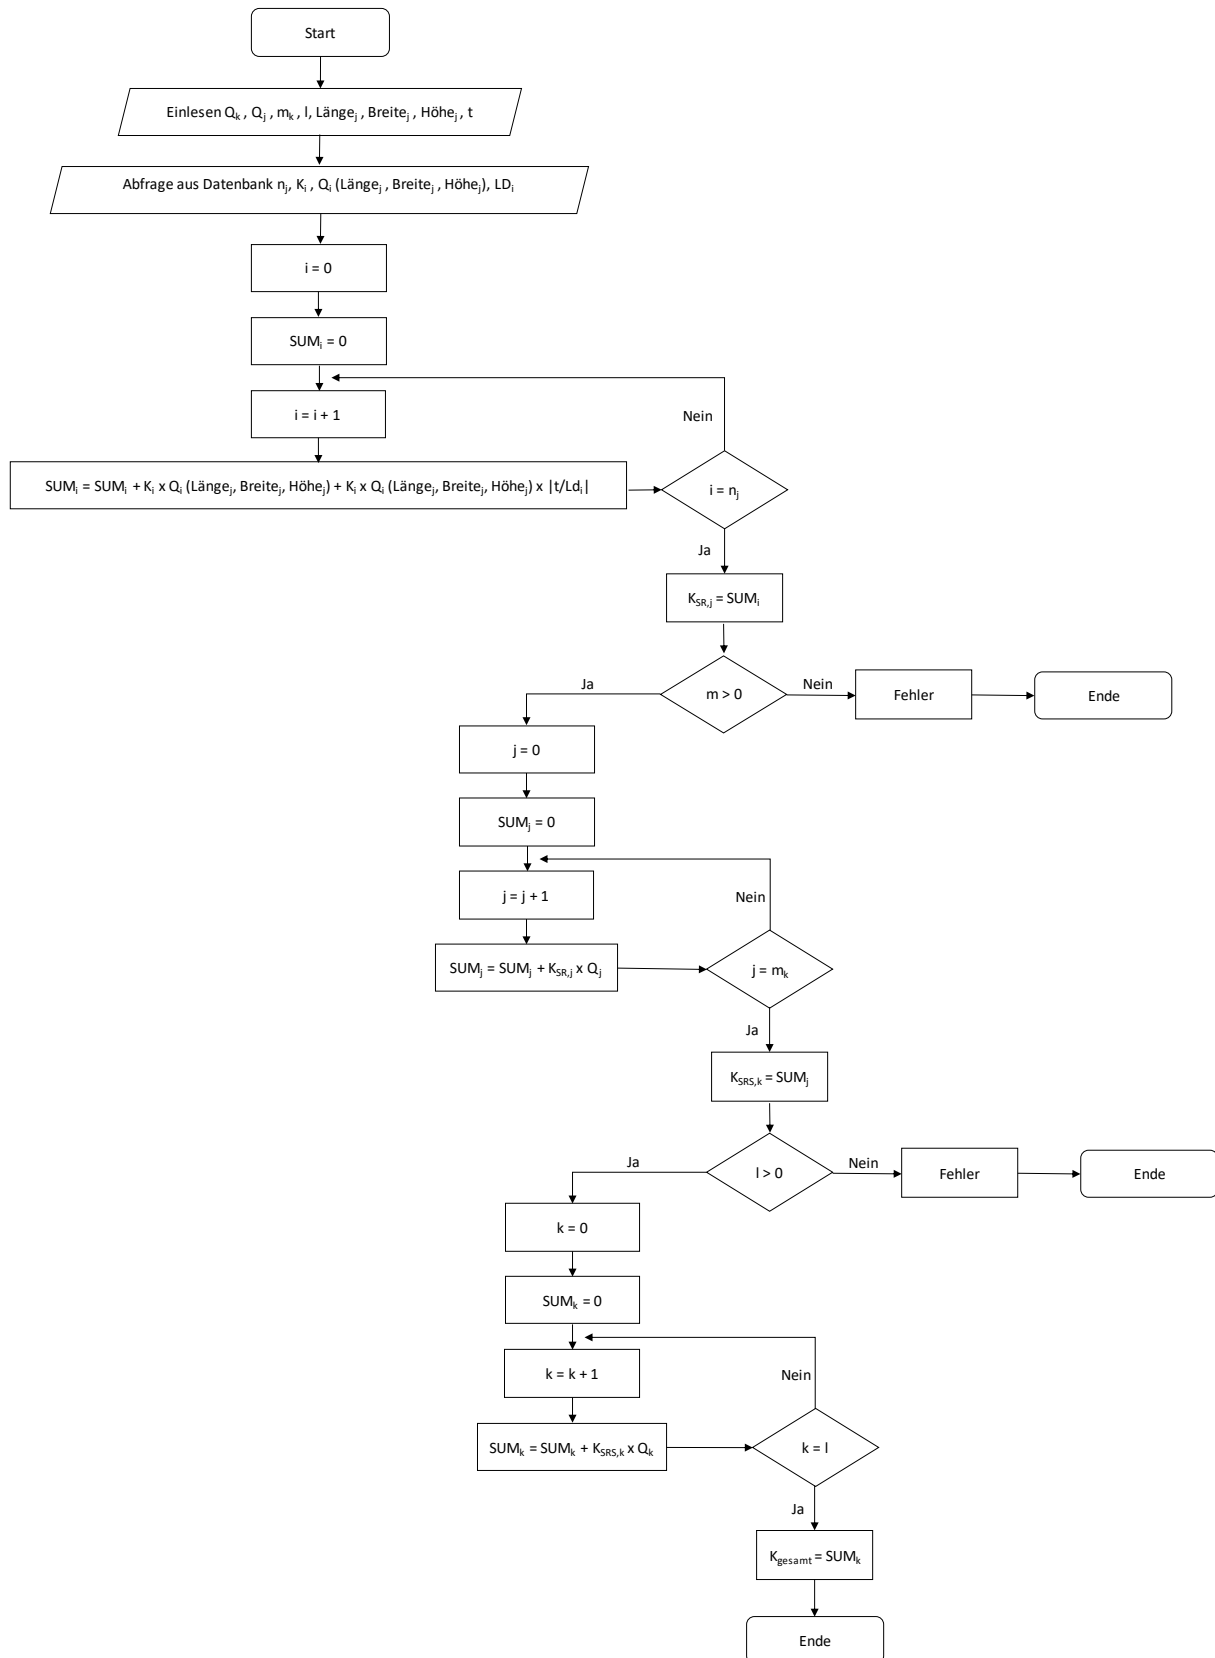 Start
Einlesen Qk , Qj , mk , l, Längej , Breitej , Höhej , t
Abfrage aus Datenbank nj, Ki , Qi (Längej , Breitej , Höhej), LDi
i = 0
SUMi = 0
i = i + 1
Nein
SUMi = SUMi + Ki x Qi (Längej, Breitej, Höhej) + Ki x Qi (Längej, Breitej, Höhej) x |t/Ldi|
i = nj
Ja
KSR,j = SUMi
Ja
m > 0
Nein
Fehler
Ende
j = 0
SUMj = 0
j = j + 1
Nein
SUMj = SUMj + KSR,j x Qj
j = mk
Ja
KSRS,k = SUMj
Ja
l > 0
Nein
Fehler
Ende
k = 0
SUMk = 0
k = k + 1
Nein
SUMk = SUMk + KSRS,k x Qk
k = l
Ja
Kgesamt = SUMk
Ende